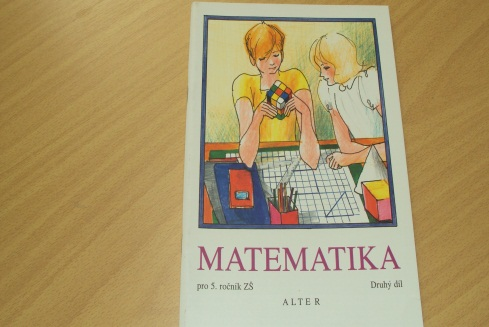 MATEMATIKA
pro 5. ročník ZŠ Druhý díl
ALTER